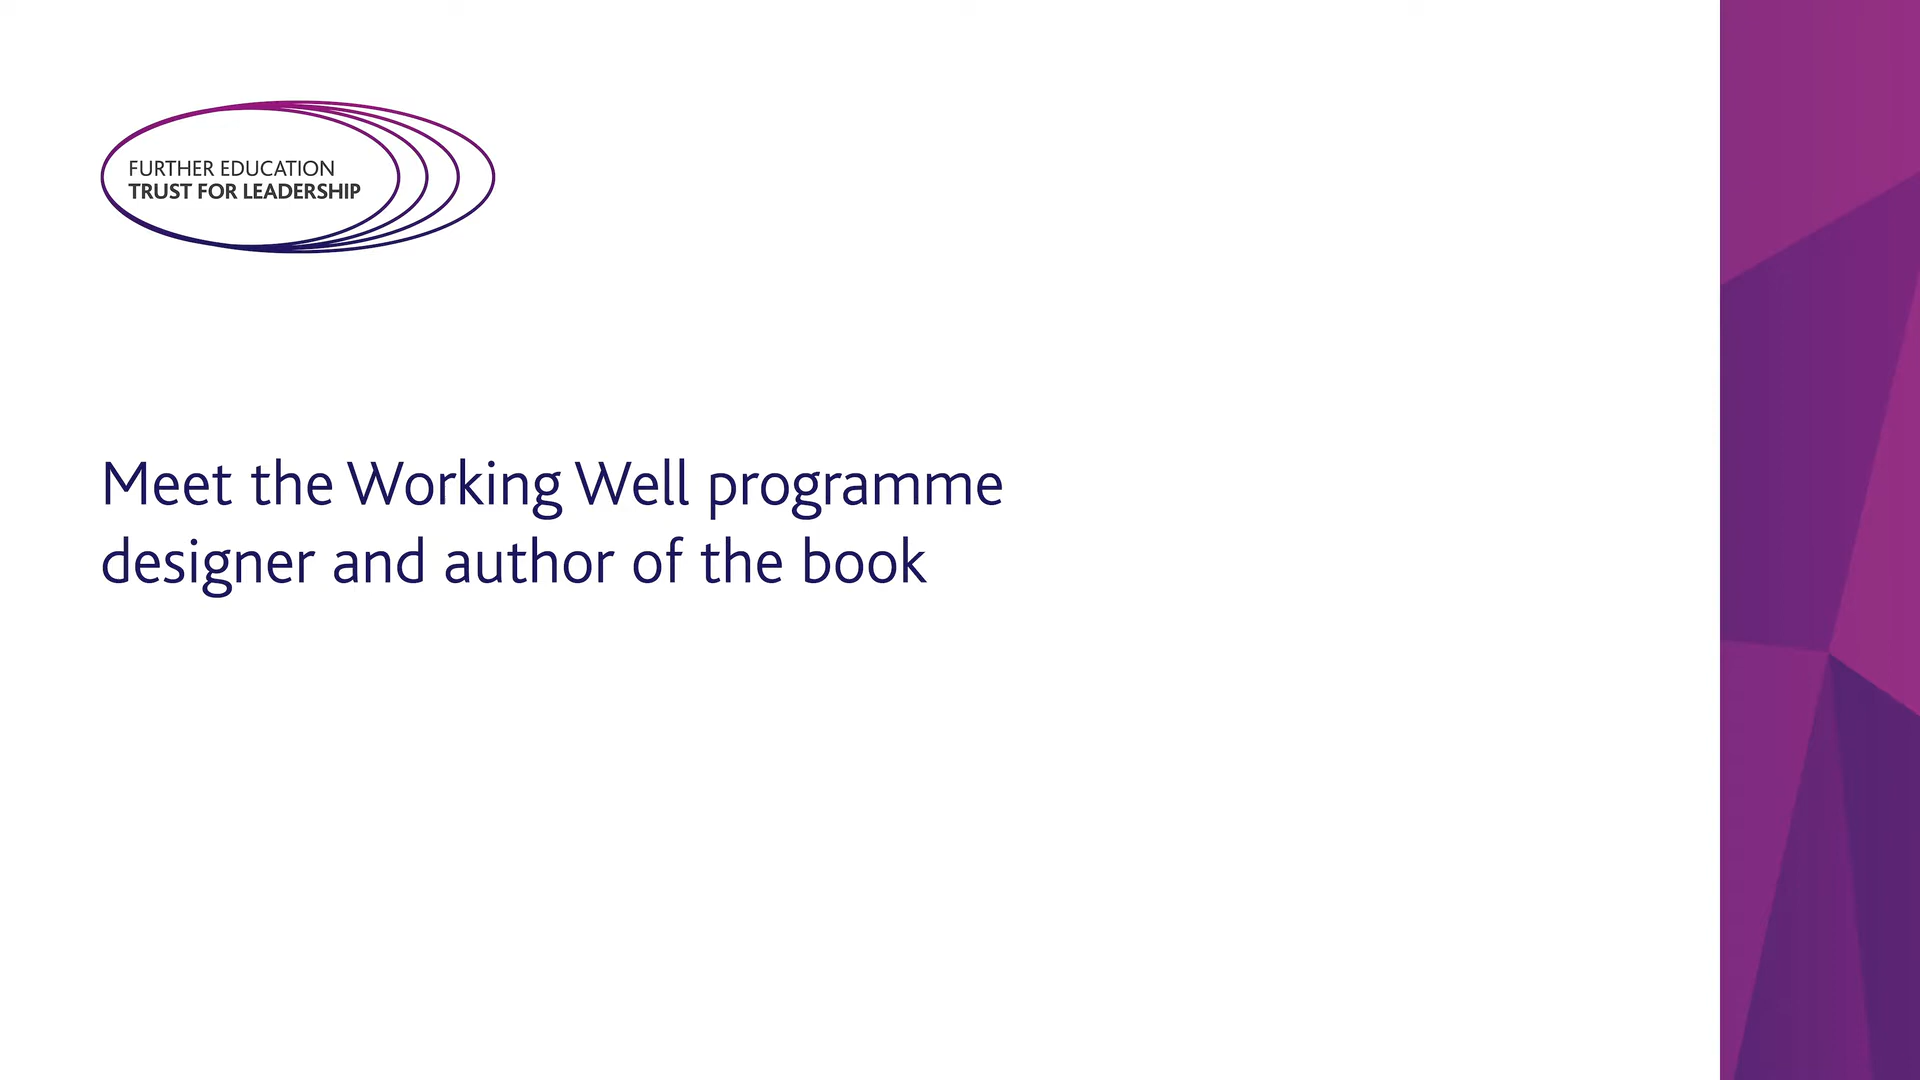 FURTHER EDUCATION
TRUST FOR LEADERSHIP
Meet the Working Well programme
designer and author of the book